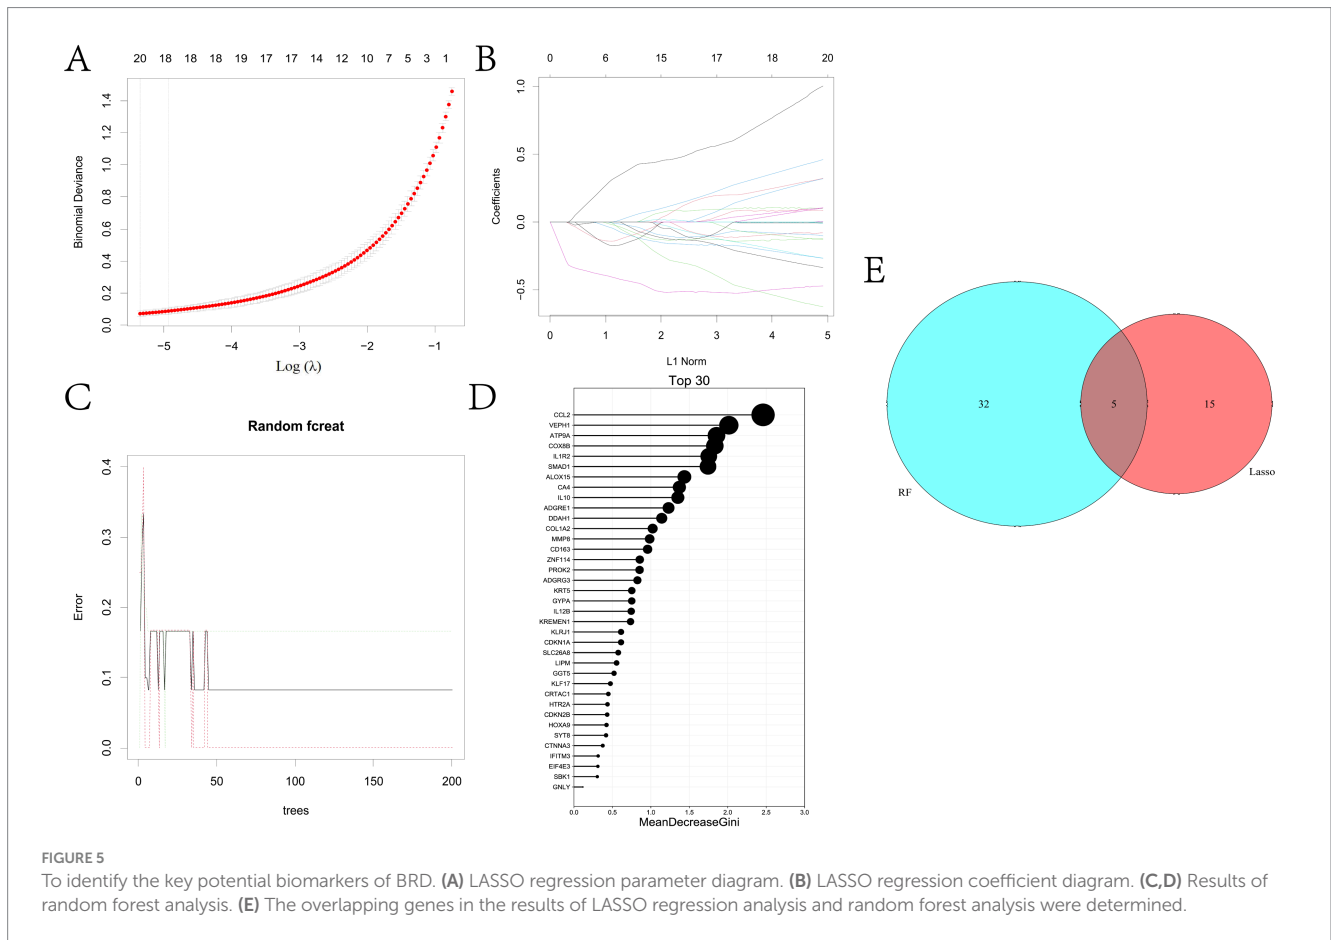 A
20 18 18 18 19 17 17 14 12 10 7 5 3 1
Binomial Deviance
1.4
1.2
1.0
0.8
0.6
0.4
0.2
0.0
−5 −4 −3 −2 −1
Log (λ)
B
0 6 15 17 18 20
Coefficients
1.0
0.5
0.0
−0.5
0 1 2 3 4 5
L1 Norm
C
Random fcreat
Error
0.4
0.3
0.2
0.1
0.0
0 50 100 150 200
trees
D
Top 30
CCL2
VEPH1
ATP9A
COX8B
IL1R2
SMAD1
ALOX15
CA4
IL10
ADGRE1
DDAH1
COL1A2
MMP8
CD163
ZNF114
PROK2
ADGRG3
KRT5
GYPA
IL12B
KREMEN1
KLRJ1
CDKN1A
SLC26A8
LIPM
GGT5
KLF17
CRTAC1
HTR2A
CDKN2B
HOXA9
SYT8
CTNNA3
IFITM3
EIF4E3
SBK1
GNLY
0.0 0.5 1.0 1.5 2.0 2.5 3.0
MeanDecreaseGini
E
32 5 15
RF
Lasso
FIGURE 5
To identify the key potential biomarkers of BRD. (A) LASSO regression parameter diagram. (B) LASSO regression coefficient diagram. (C,D) Results of
random forest analysis. (E) The overlapping genes in the results of LASSO regression analysis and random forest analysis were determined.